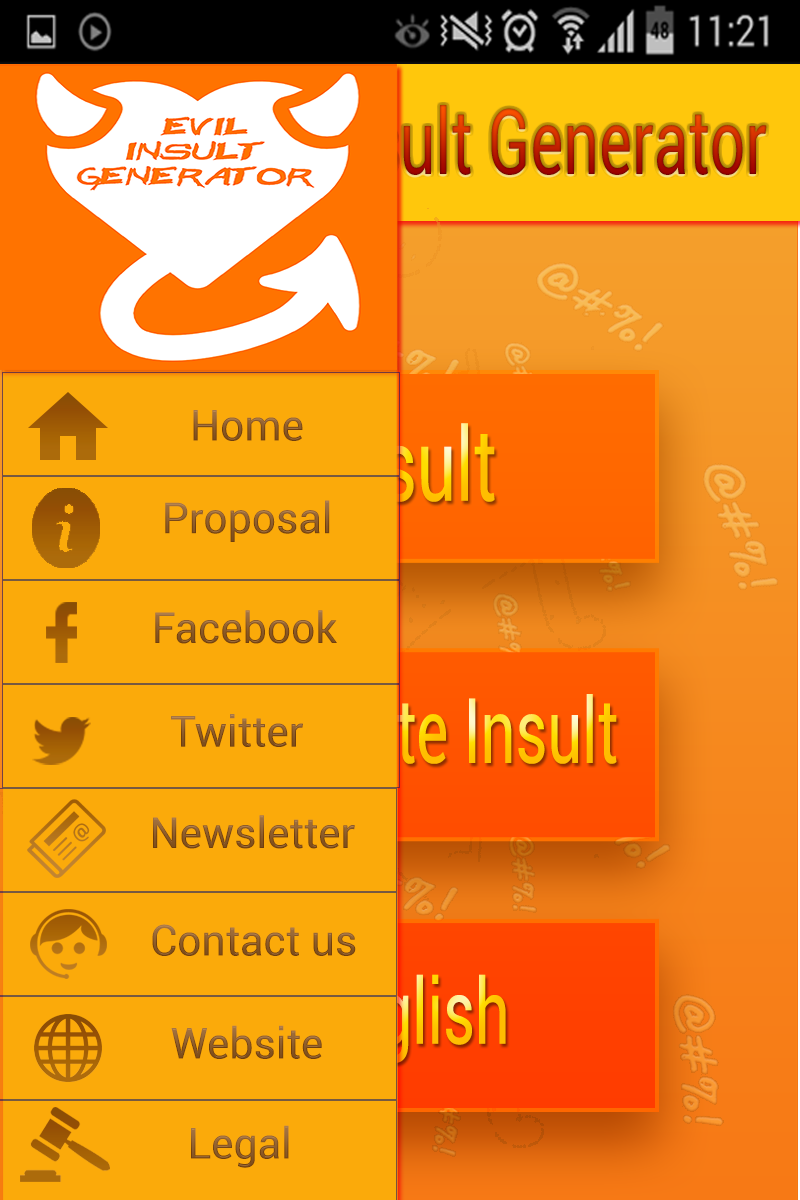 48 11:21
EVIL
INSULT
GENERATOR
sult Generator
@#%!
Home
sult
Proposal
@#%!
Facebook
te Insult
Twitter
Newsletter
Contact us
glish
Website
@#%!
Legal